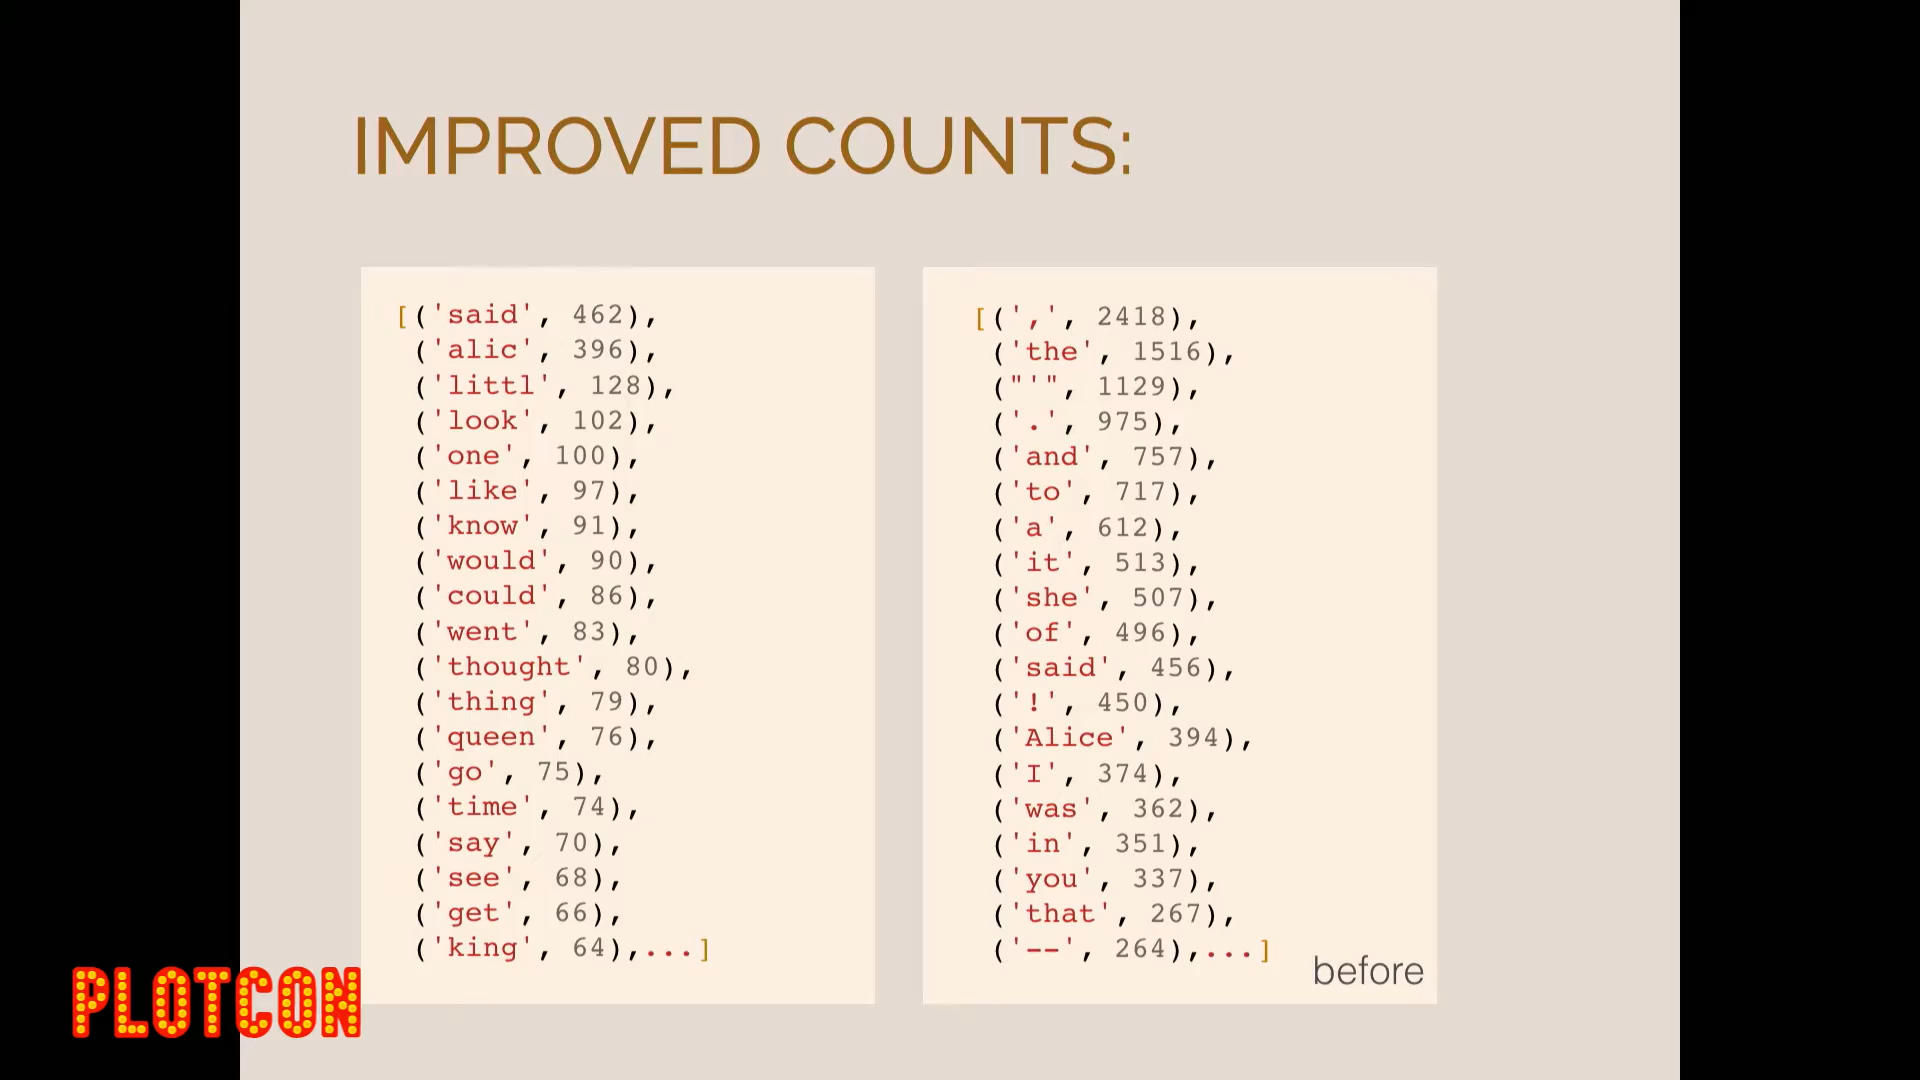 IMPROVED COUNTS:
[('said', 462),
('alic', 396),
('littl', 128),
('look', 102),
('one', 100),
('like', 97),
('know', 91),
('would', 90),
('could', 86),
('went', 83),
('thought', 80),
('thing', 79),
('queen', 76),
('go', 75),
('time', 74),
('say', 70),
('see', 68),
('get', 66),
('king', 64),...]
[(',', 2418),
('the', 1516),
("'", 1129),
('.', 975),
('and', 757),
('to', 717),
('a', 612),
('it', 513),
('she', 507),
('of', 496),
('said', 456),
('!', 450),
('Alice', 394),
('I', 374),
('was', 362),
('in', 351),
('you', 337),
('that', 267),
('--', 264),...]
before
PLOTCON